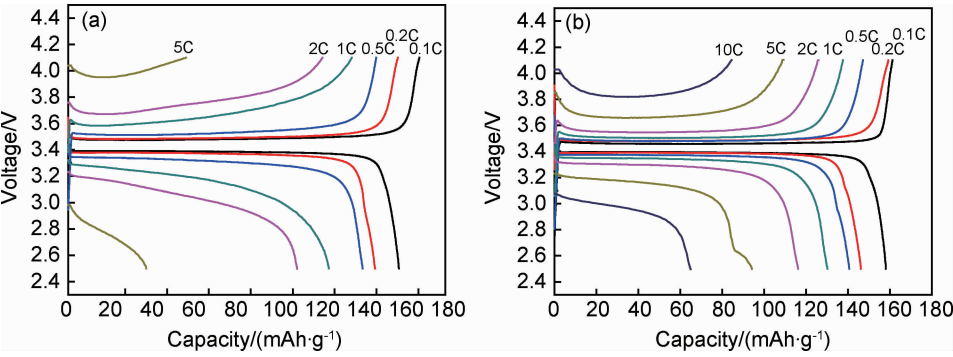 (a)
4.4
4.2
4.0
3.8
3.6
3.4
3.2
3.0
2.8
2.6
2.4
Voltage/V
5C
2C
1C
0.5C
0.2C
0.1C
0
20
40
60
80
100
120
140
160
180
Capacity/(mAh·g⁻¹)
(b)
4.4
4.2
4.0
3.8
3.6
3.4
3.2
3.0
2.8
2.6
2.4
Voltage/V
10C
5C
2C
1C
0.5C
0.2C
0.1C
0
20
40
60
80
100
120
140
160
180
Capacity/(mAh·g⁻¹)